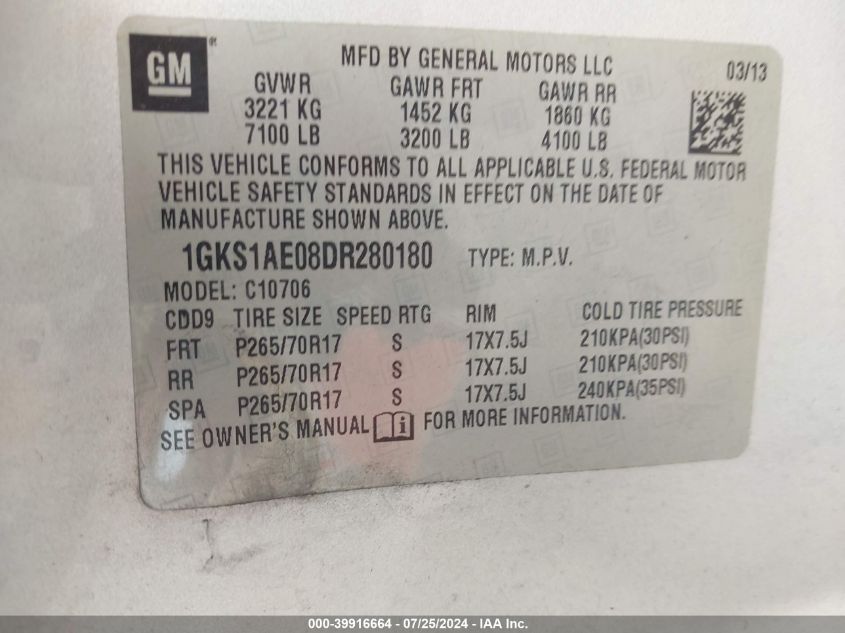 GM
MFD BY GENERAL MOTORS LLC 03/13
GVWR GAWR FRT GAWR RR
3221 KG 1452 KG 1860 KG
7100 LB 3200 LB 4100 LB
THIS VEHICLE CONFORMS TO ALL APPLICABLE U.S. FEDERAL MOTOR
VEHICLE SAFETY STANDARDS IN EFFECT ON THE DATE OF
MANUFACTURE SHOWN ABOVE.
1GKS1AE08DR280180 TYPE: M.P.V.
MODEL: C10706
CDD9 TIRE SIZE SPEED RTG RIM COLD TIRE PRESSURE
FRT P265/70R17 S 17X7.5J 210KPA(30PSI)
RR P265/70R17 S 17X7.5J 210KPA(30PSI)
SPA P265/70R17 S 17X7.5J 240KPA(35PSI)
SEE OWNER'S MANUAL i FOR MORE INFORMATION.
000-39916664 - 07/25/2024 - IAA Inc.